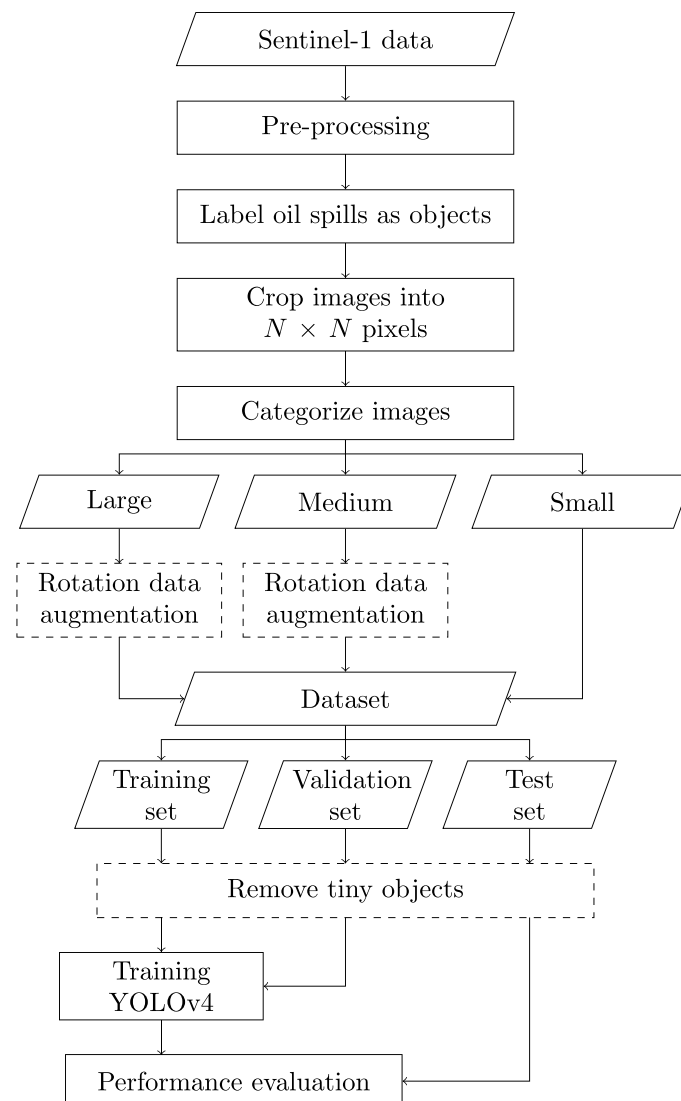 Sentinel-1 data
Pre-processing
Label oil spills as objects
Crop images into
N × N pixels
Categorize images
Large
Medium
Small
Rotation data
augmentation
Rotation data
augmentation
Dataset
Training
set
Validation
set
Test
set
Remove tiny objects
Training
YOLOv4
Performance evaluation